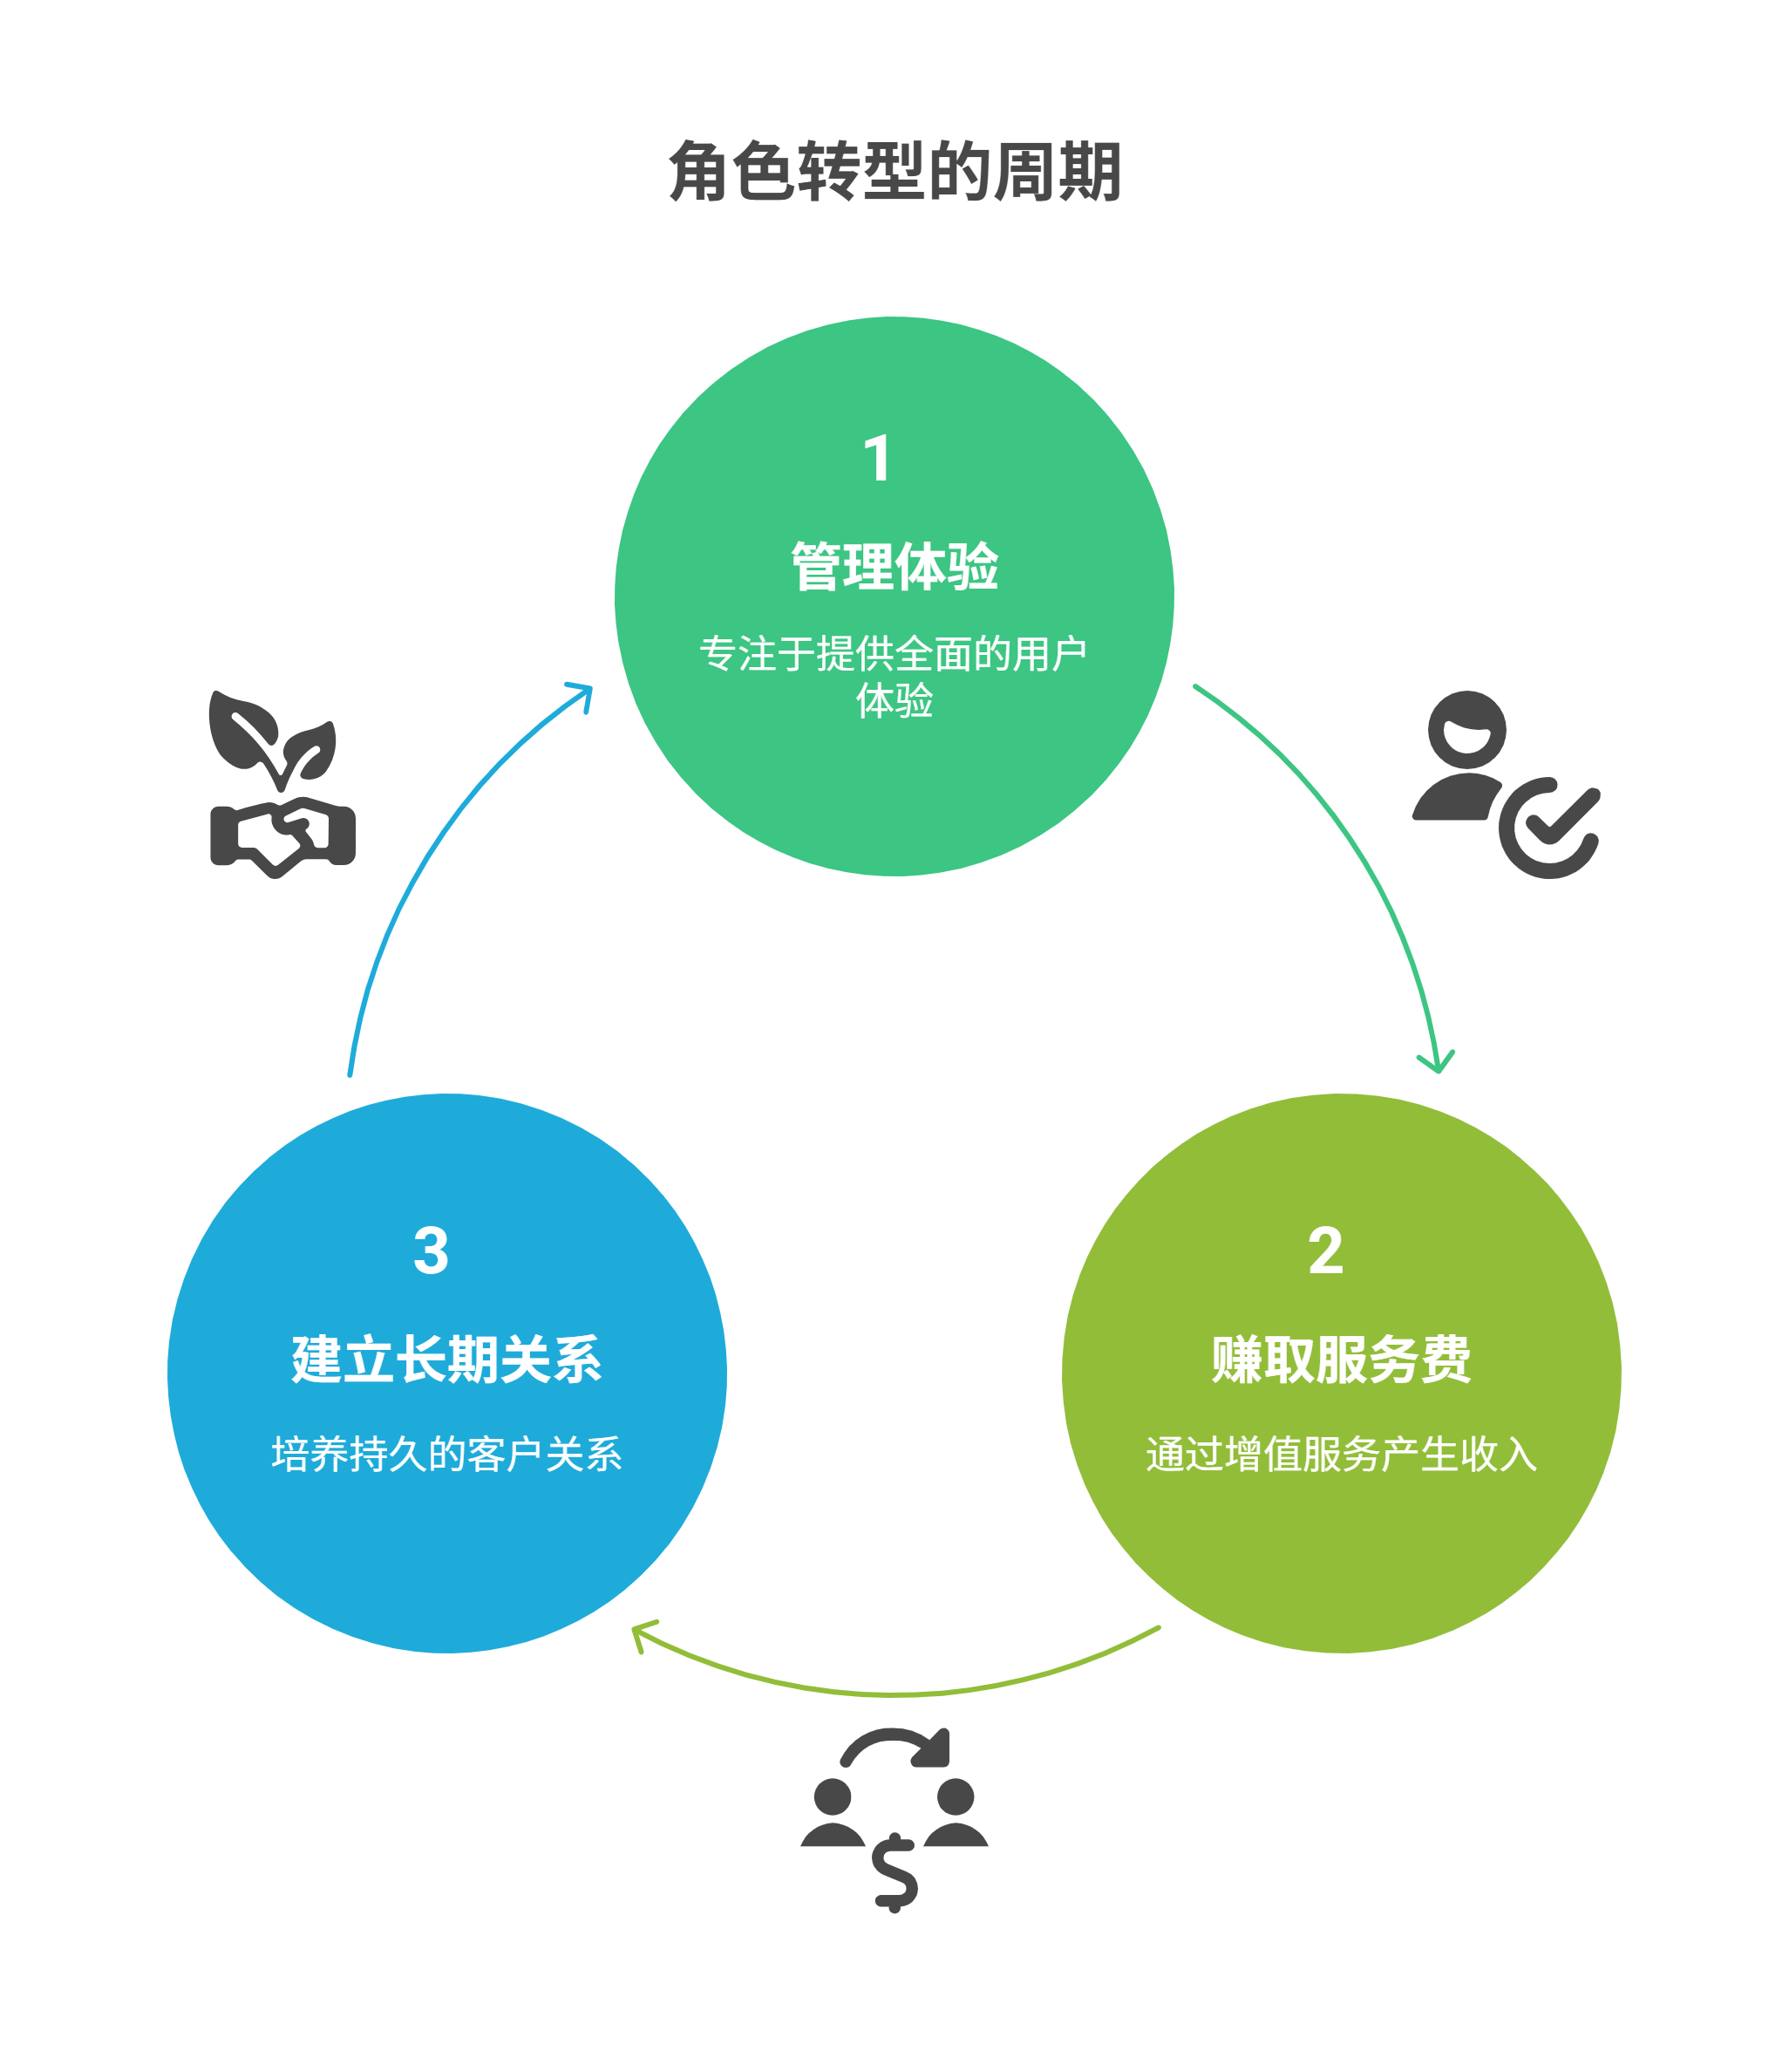 角色转型的周期
1
管理体验
专注于提供全面的用户
体验
2
赚取服务费
通过增值服务产生收入
3
建立长期关系
培养持久的客户关系
$